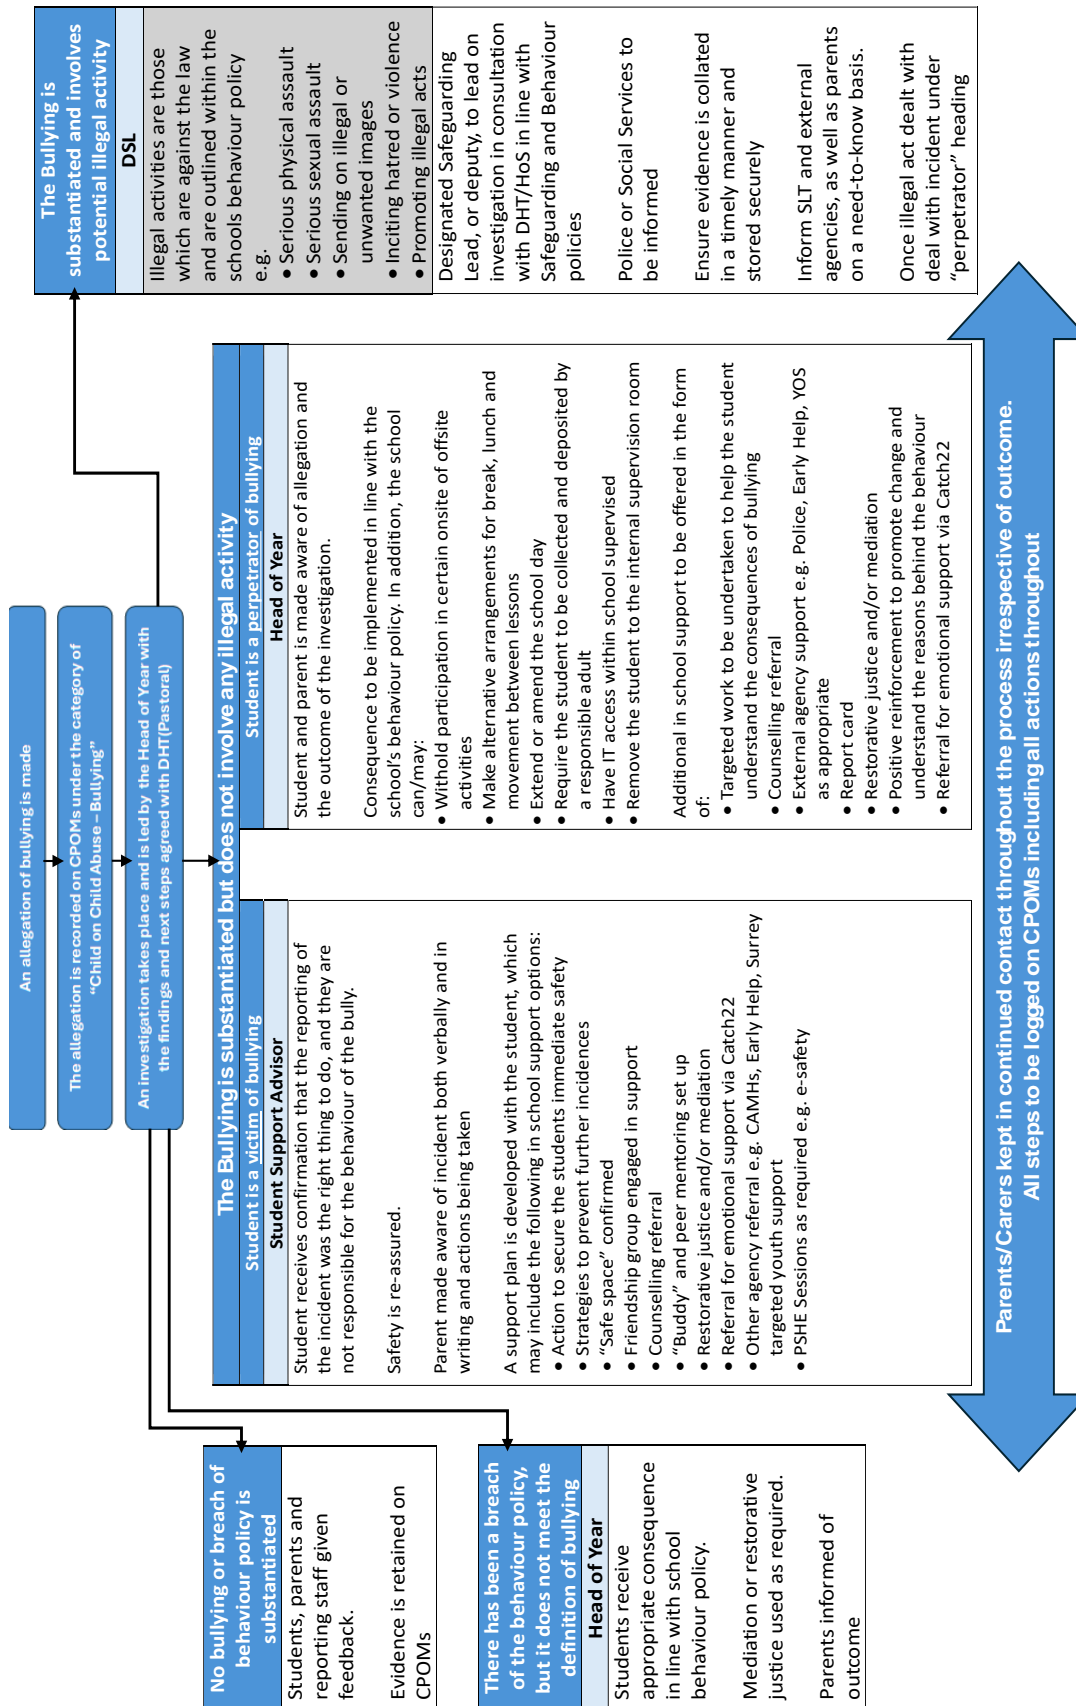 An allegation of bullying is made
The allegation is recorded on CPOMs under the category of
“Child on Child Abuse – Bullying”
An investigation takes place and is led by the Head of Year with
the findings and next steps agreed with DHT(Pastoral)
No bullying or breach of
behaviour policy is
substantiated
Students, parents and
reporting staff given
feedback.
Evidence is retained on
CPOMs
There has been a breach
of the behaviour policy,
but it does not meet the
definition of bullying
Head of Year
Students receive
appropriate consequence
in line with school
behaviour policy.
Mediation or restorative
justice used as required.
Parents informed of
outcome
The Bullying is substantiated but does not involve any illegal activity
Student is a victim of bullying
Student Support Advisor
Student receives confirmation that the reporting of
the incident was the right thing to do, and they are
not responsible for the behaviour of the bully.
Safety is re-assured.
Parent made aware of incident both verbally and in
writing and actions being taken
A support plan is developed with the student, which
may include the following in school support options:
• Action to secure the students immediate safety
• Strategies to prevent further incidences
• “Safe space” confirmed
• Friendship group engaged in support
• Counselling referral
• “Buddy” and peer mentoring set up
• Restorative justice and/or mediation
• Referral for emotional support via Catch22
• Other agency referral e.g. CAMHs, Early Help, Surrey
targeted youth support
• PSHE Sessions as required e.g. e-safety
Student is a perpetrator of bullying
Head of Year
Student and parent is made aware of allegation and
the outcome of the investigation.
Consequence to be implemented in line with the
school’s behaviour policy. In addition, the school
can/may:
• Withold participation in certain onsite of offsite
activities
• Make alternative arrangements for break, lunch and
movement between lessons
• Extend or amend the school day
• Require the student to be collected and deposited by
a responsible adult
• Have IT access within school supervised
• Remove the student to the internal supervision room
Additional in school support to be offered in the form
of:
• Targeted work to be undertaken to help the student
understand the consequences of bullying
• Counselling referral
• External agency support e.g. Police, Early Help, YOS
as appropriate
• Report card
• Restorative justice and/or mediation
• Positive reinforcement to promote change and
understand the reasons behind the behaviour
• Referral for emotional support via Catch22
The Bullying is
substantiated and involves
potential illegal activity
DSL
Illegal activities are those
which are against the law
and are outlined within the
schools behaviour policy
e.g.
• Serious physical assault
• Serious sexual assault
• Sending on illegal or
unwanted images
• Inciting hatred or violence
• Promoting illegal acts
Designated Safeguarding
Lead, or deputy, to lead on
investigation in consultation
with DHT/HoS in line with
Safeguarding and Behaviour
policies
Police or Social Services to
be informed
Ensure evidence is collated
in a timely manner and
stored securely
Inform SLT and external
agencies, as well as parents
on a need-to-know basis.
Once illegal act dealt with
deal with incident under
“perpetrator” heading
Parents/Carers kept in continued contact throughout the process irrespective of outcome.
All steps to be logged on CPOMs including all actions throughout